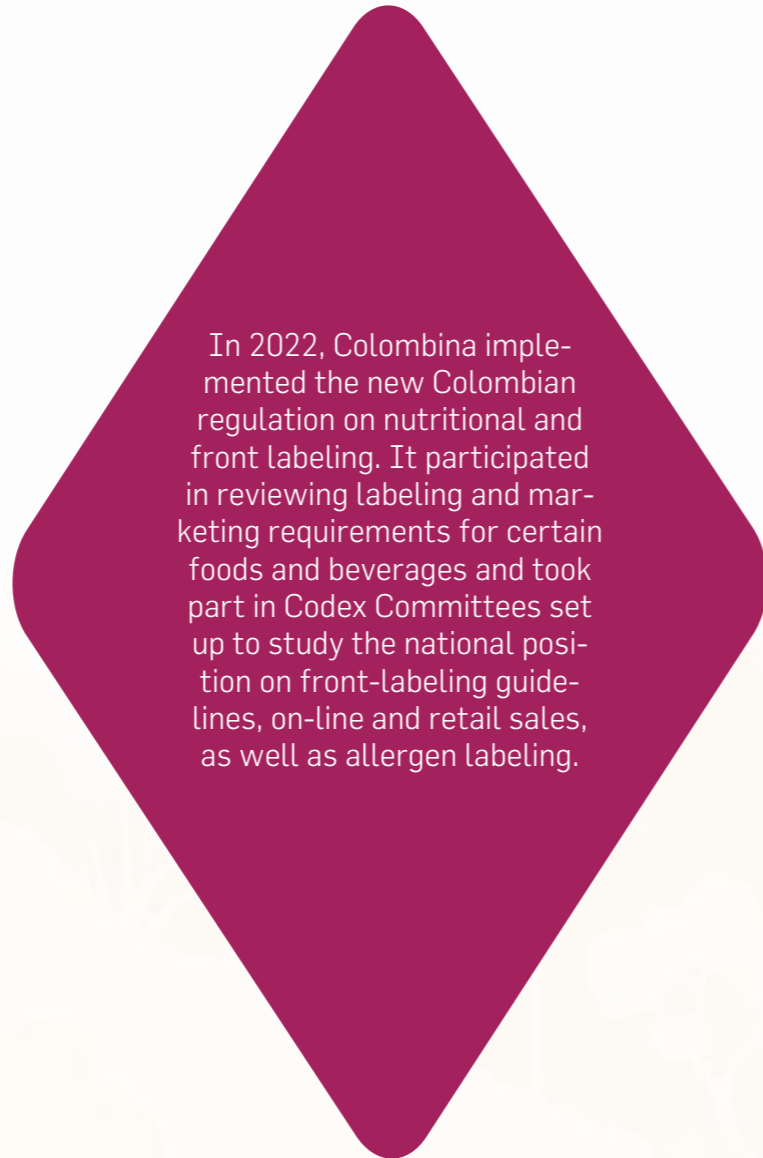 In 2022, Colombina imple-
mented the new Colombian
regulation on nutritional and
front labeling. It participated
in reviewing labeling and mar-
keting requirements for certain
foods and beverages and took
part in Codex Committees set
up to study the national posi-
tion on front-labeling guide-
lines, on-line and retail sales,
as well as allergen labeling.